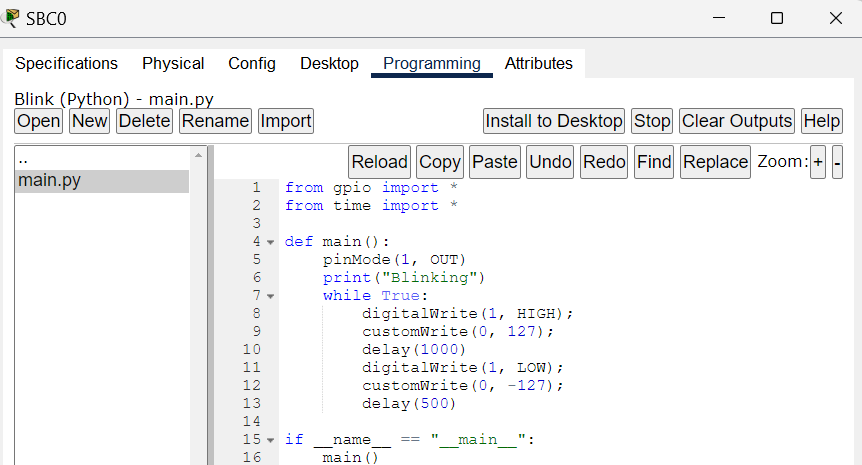 SBC0
Specifications Physical Config Desktop Programming Attributes
Blink (Python) - main.py
Open New Delete Rename Import Install to Desktop Stop Clear Outputs Help
Reload Copy Paste Undo Redo Find Replace Zoom: + -
..
main.py
1 from gpio import *
2 from time import *
3
4 def main():
5 pinMode(1, OUT)
6 print("Blinking")
7 while True:
8 digitalWrite(1, HIGH);
9 customWrite(0, 127);
10 delay(1000)
11 digitalWrite(1, LOW);
12 customWrite(0, -127);
13 delay(500)
14
15 if __name__ == "__main__":
16 main()